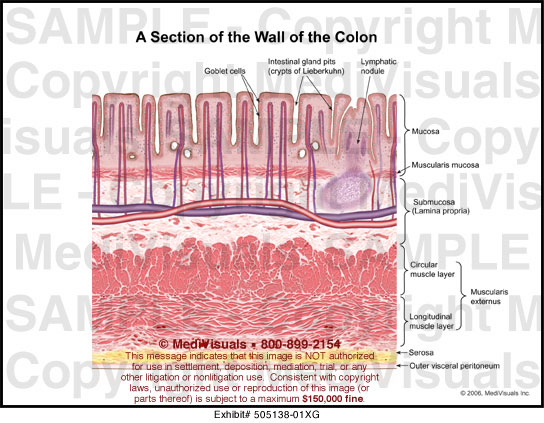 A Section of the Wall of the Colon
Goblet cells
Intestinal gland pits
(crypts of Lieberkuhn)
Lymphatic
nodule
Mucosa
Muscularis mucosa
Submucosa
(Lamina propria)
Circular
muscle layer
Muscularis
externus
Longitudinal
muscle layer
Serosa
Outer visceral peritoneum
© MediVisuals • 800-899-2154
This message indicates that this image is NOT authorized
for use in settlement, deposition, mediation, trial, or any
other litigation or nonlitigation use. Consistent with copyright
laws, unauthorized use or reproduction of this image (or
parts thereof) is subject to a maximum $150,000 fine.
© 2006, MediVisuals Inc.
Exhibit# 505138-01XG
SAMPLE - Copyright